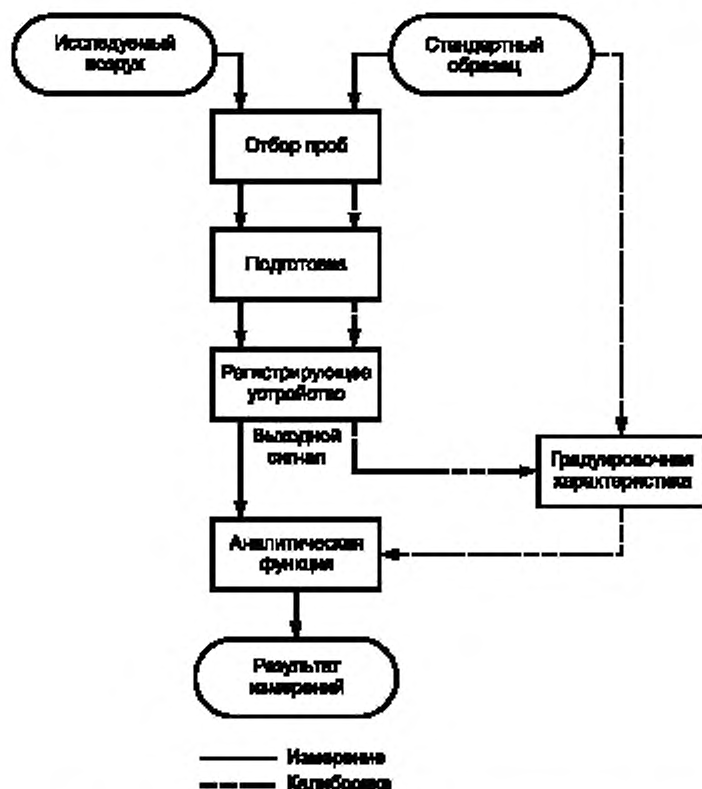 Исследуемый
воздух
Стандартный
образец
Отбор проб
Подготовка
Регистрирующее
устройство
Выходной
сигнал
Градуировочная
характеристика
Аналитическая
функция
Результат
измерений
Измерение
Калибровка